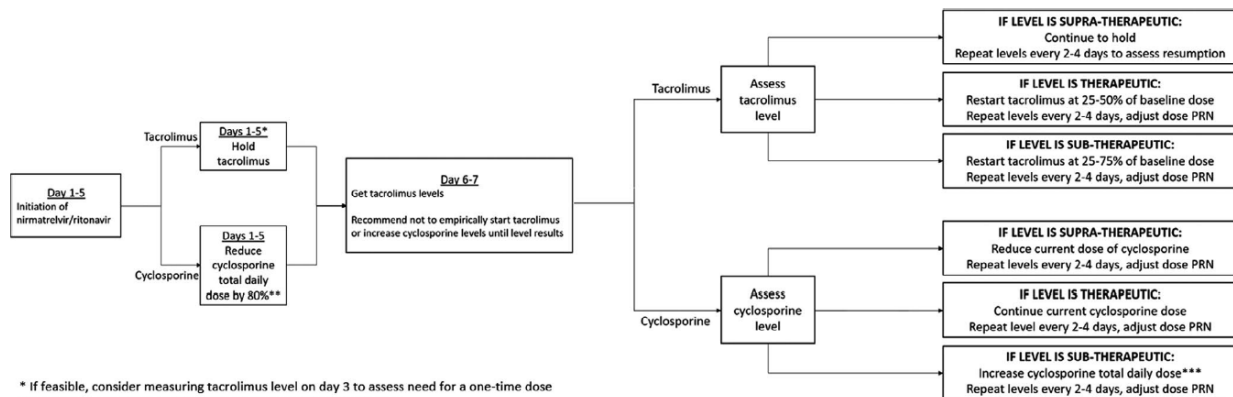 Day 1-5
Initiation of
nirmatrelvir/ritonavir
Tacrolimus
Days 1-5*
Hold
tacrolimus
Cyclosporine
Days 1-5
Reduce
cyclosporine
total daily
dose by 80%**
Day 6-7
Get tacrolimus levels
Recommend not to empirically start tacrolimus
or increase cyclosporine levels until level results
Tacrolimus
Assess
tacrolimus
level
IF LEVEL IS SUPRA-THERAPEUTIC:
Continue to hold
Repeat levels every 2-4 days to assess resumption
IF LEVEL IS THERAPEUTIC:
Restart tacrolimus at 25-50% of baseline dose
Repeat levels every 2-4 days, adjust dose PRN
IF LEVEL IS SUB-THERAPEUTIC:
Restart tacrolimus at 25-75% of baseline dose
Repeat levels every 2-4 days, adjust dose PRN
Cyclosporine
Assess
cyclosporine
level
IF LEVEL IS SUPRA-THERAPEUTIC:
Reduce current dose of cyclosporine
Repeat levels every 2-4 days, adjust dose PRN
IF LEVEL IS THERAPEUTIC:
Continue current cyclosporine dose
Repeat level every 2-4 days, adjust dose PRN
IF LEVEL IS SUB-THERAPEUTIC:
Increase cyclosporine total daily dose***
Repeat levels every 2-4 days, adjust dose PRN
* If feasible, consider measuring tacrolimus level on day 3 to assess need for a one-time dose